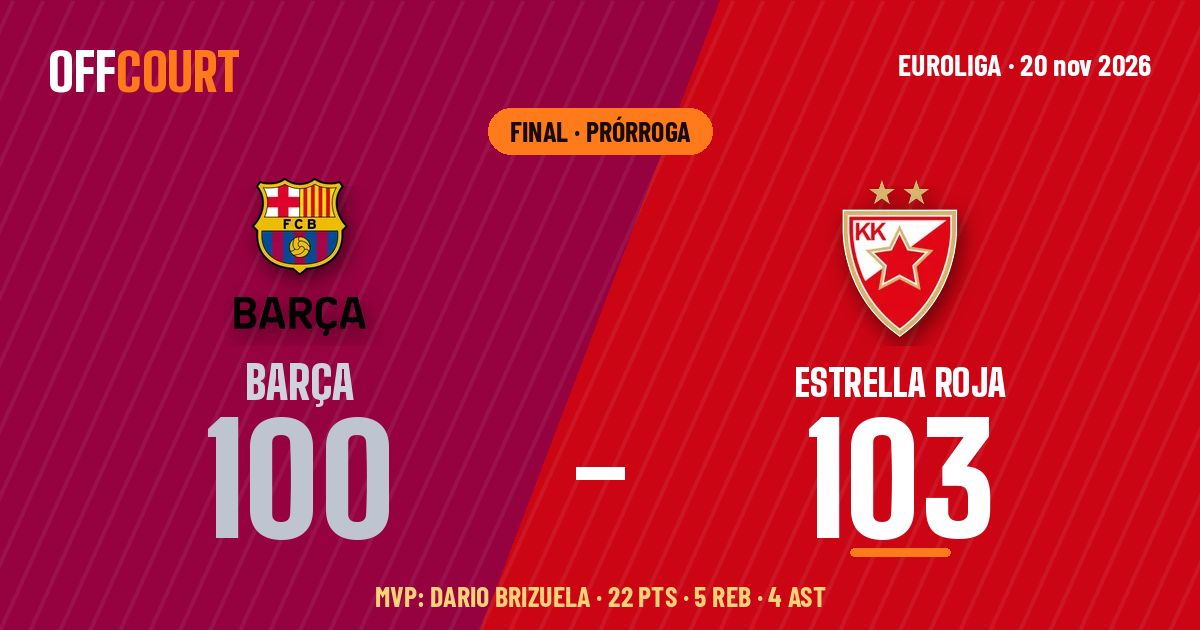 OFFCOURT
EUROLIGA · 20 nov 2026
FINAL · PRÓRROGA
FCB
BARÇA
KK
BARÇA
100
–
ESTRELLA ROJA
103
MVP: DARIO BRIZUELA · 22 PTS · 5 REB · 4 AST